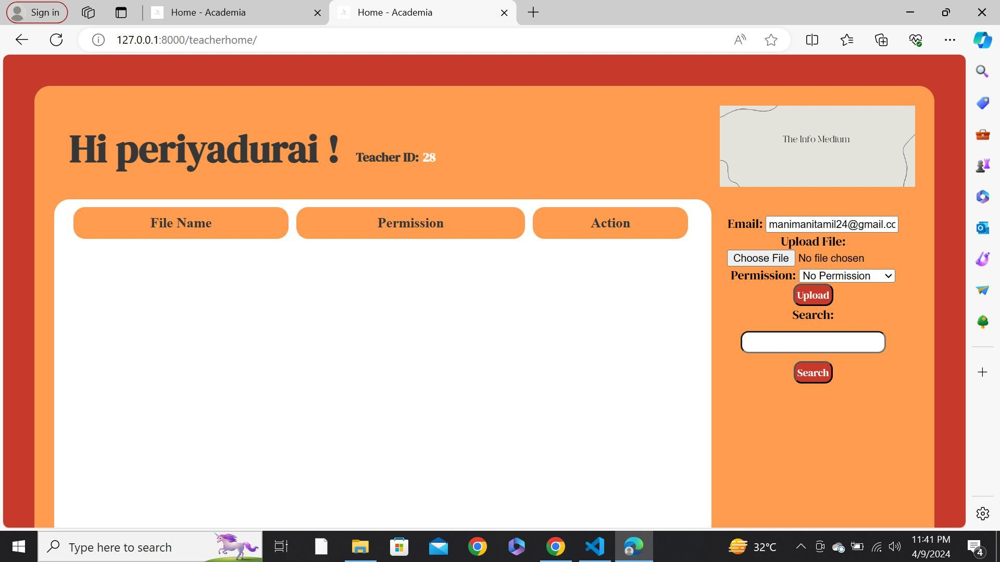 Sign in
Home - Academia
Home - Academia
127.0.0.1:8000/teacherhome/
The Info Medium
Hi periyadurai !
Teacher ID: 28
File Name
Permission
Action
Email: manimanitamil24@gmail.cc
Upload File:
Choose File No file chosen
Permission: No Permission
Upload
Search:
Search
Type here to search
32°C
11:41 PM
4/9/2024
4